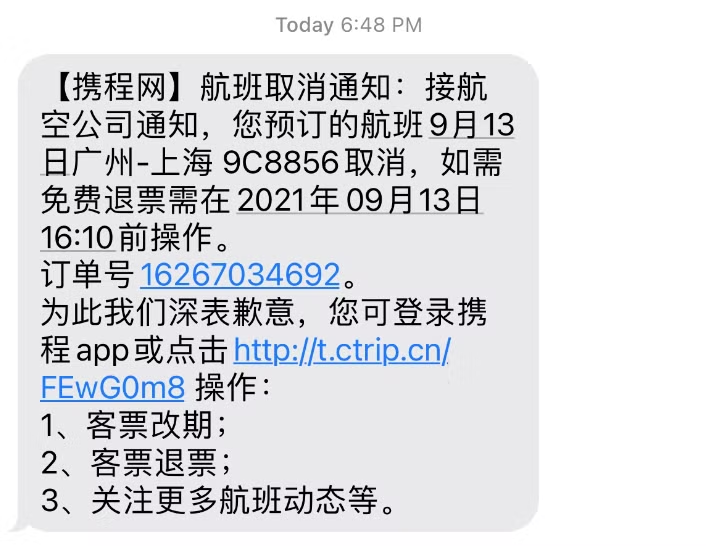 Today 6:48 PM
【携程网】航班取消通知：接航
空公司通知，您预订的航班9月13
日广州-上海 9C8856取消，如需
免费退票需在2021年09月13日
16:10前操作。
订单号16267034692。
为此我们深表歉意，您可登录携
程app或点击http://t.ctrip.cn/
FEwG0m8 操作：
1、客票改期；
2、客票退票；
3、关注更多航班动态等。